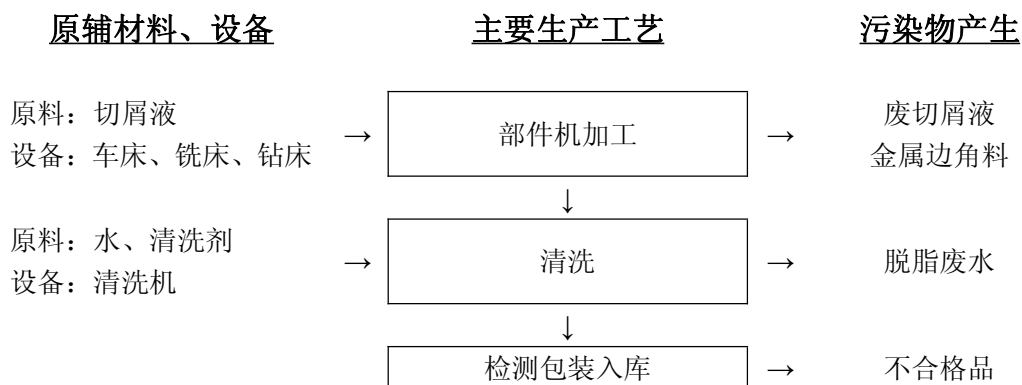 原辅材料、设备 主要生产工艺 污染物产生
原料：切屑液
设备：车床、铣床、钻床
→ 部件机加工 →
废切屑液
金属边角料
↓
原料：水、清洗剂
设备：清洗机
→ 清洗 → 脱脂废水
↓
检测包装入库 → 不合格品